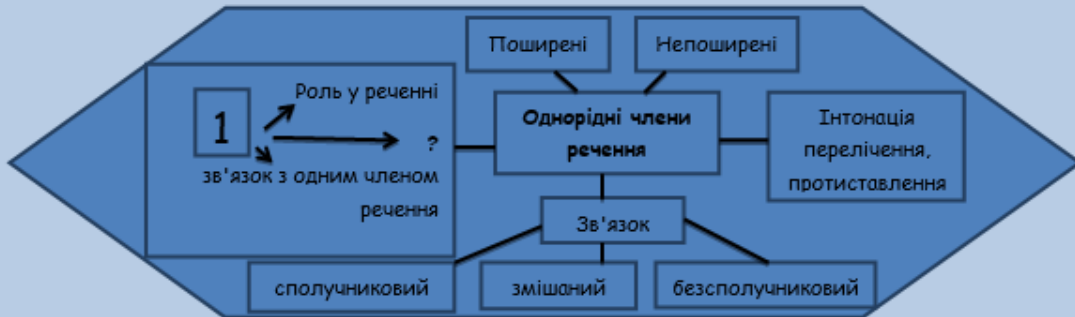 Поширені
Непоширені
1
Роль у реченні
?
зв'язок з одним членом
речення
Однорідні члени
речення
Інтонація
перелічення,
протиставлення
Зв'язок
сполучниковий
змішаний
безсполучниковий